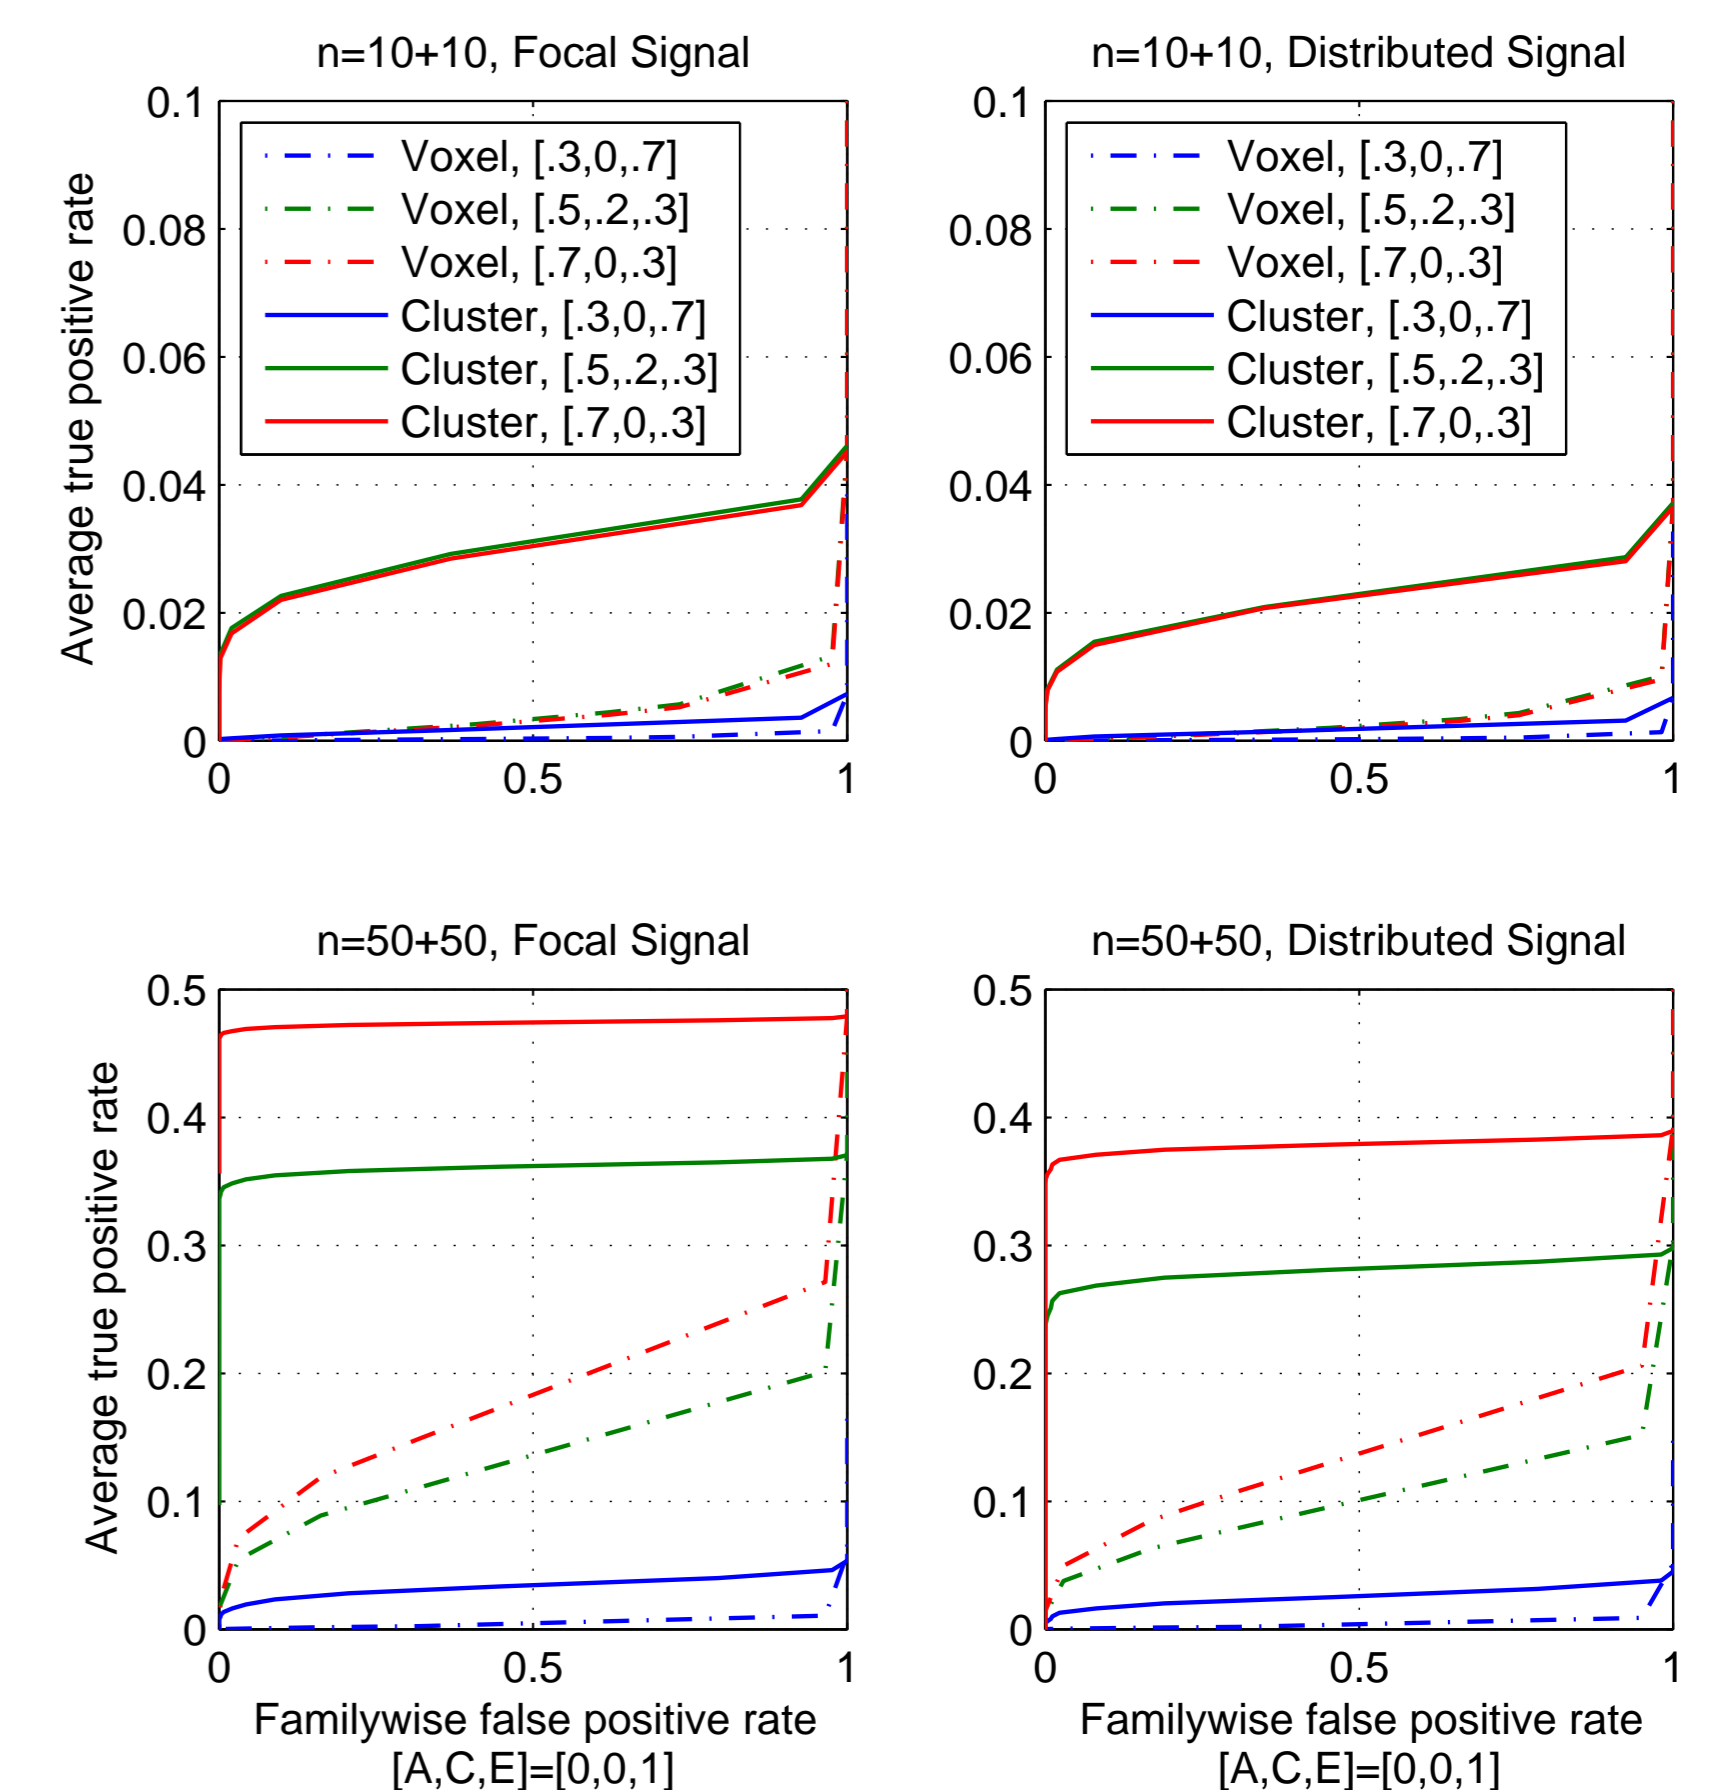 n=10+10, Focal Signal
0.1
0.08
0.06
0.04
0.02
0
0
0.5
1
Average true positive rate
Voxel, [.3,0,.7]
Voxel, [.5,.2,.3]
Voxel, [.7,0,.3]
Cluster, [.3,0,.7]
Cluster, [.5,.2,.3]
Cluster, [.7,0,.3]
n=10+10, Distributed Signal
0.1
0.08
0.06
0.04
0.02
0
0
0.5
1
Voxel, [.3,0,.7]
Voxel, [.5,.2,.3]
Voxel, [.7,0,.3]
Cluster, [.3,0,.7]
Cluster, [.5,.2,.3]
Cluster, [.7,0,.3]
n=50+50, Focal Signal
0.5
0.4
0.3
0.2
0.1
0
0
0.5
1
Average true positive rate
Familywise false positive rate
[A,C,E]=[0,0,1]
n=50+50, Distributed Signal
0.5
0.4
0.3
0.2
0.1
0
0
0.5
1
Familywise false positive rate
[A,C,E]=[0,0,1]